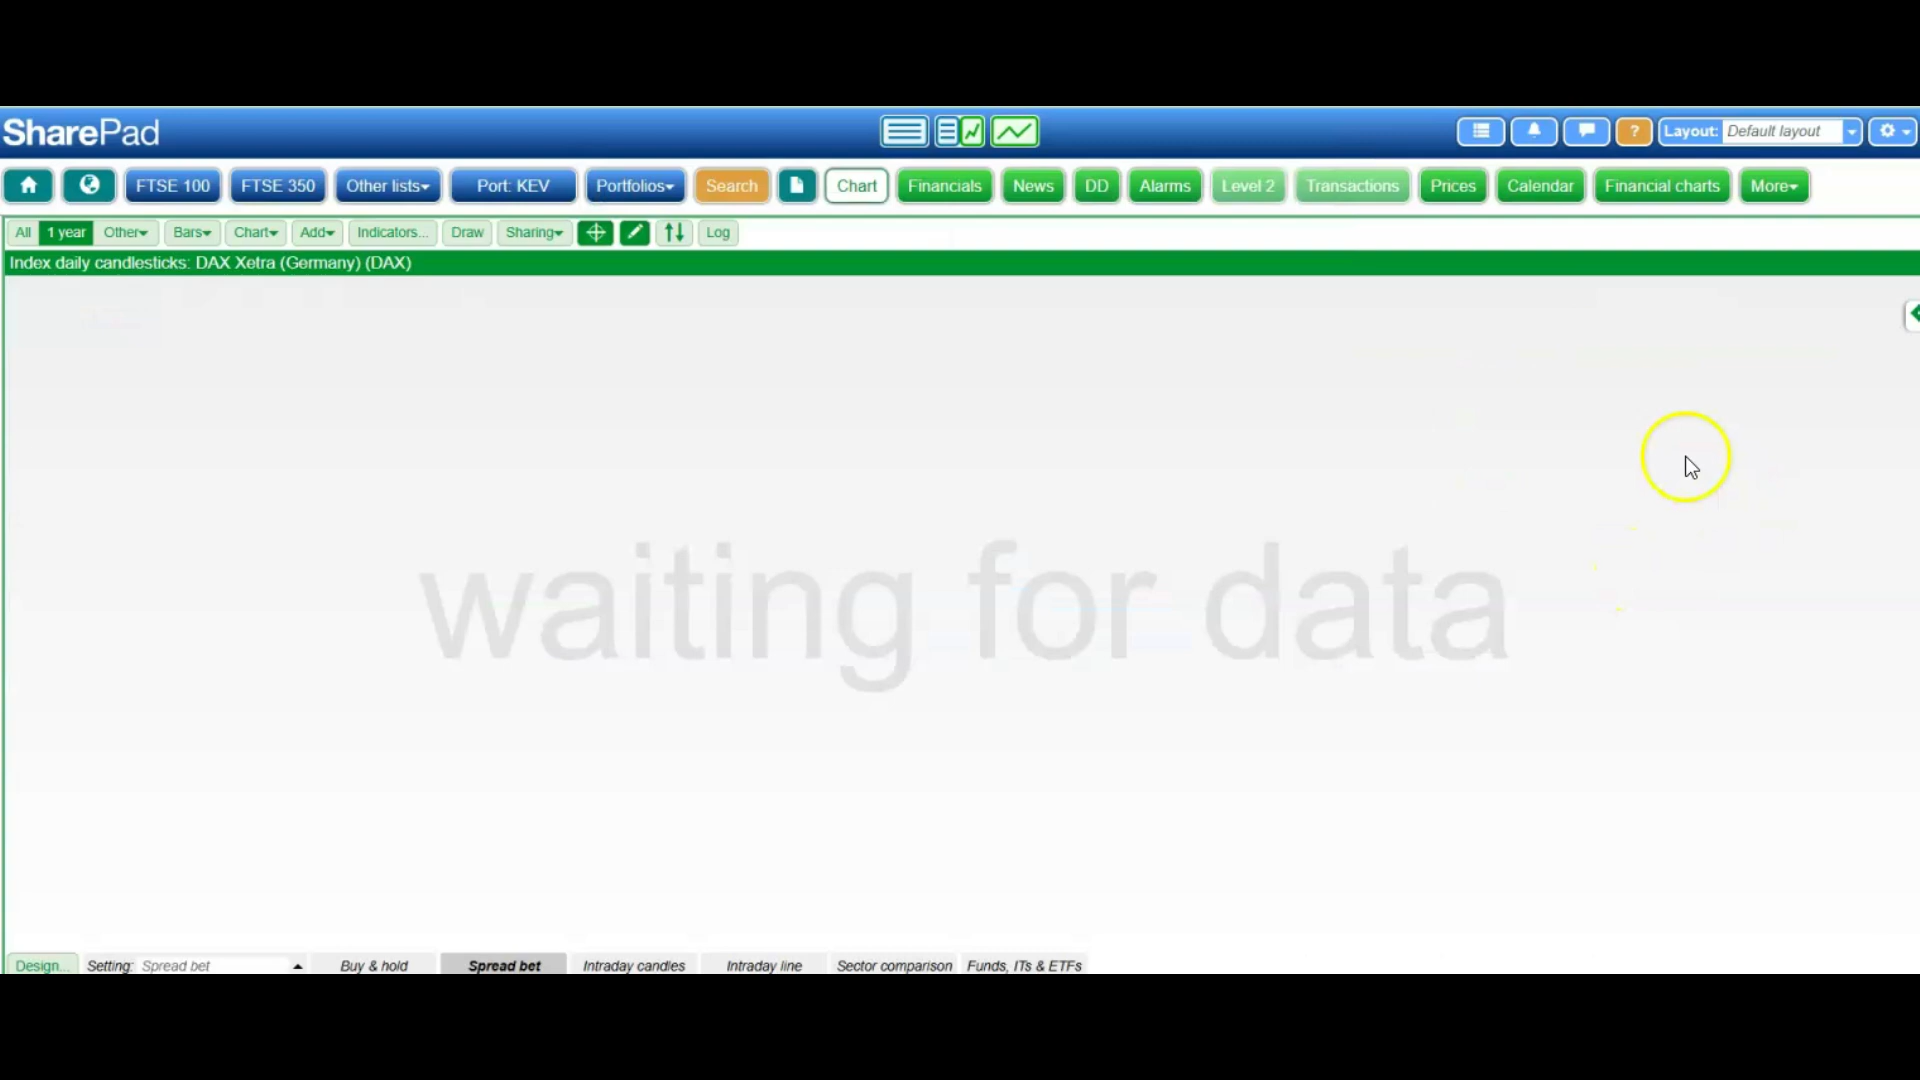 SharePad
? Layout: Default layout
FTSE 100 FTSE 350 Other lists Port: KEV Portfolios Search Chart Financials News DD Alarms Level 2 Transactions Prices Calendar Financial charts More
All 1 year Other Bars Chart Add Indicators... Draw Sharing Log
Index daily candlesticks: DAX Xetra (Germany) (DAX)
waiting for data
Design... Setting: Spread bet Buy & hold Spread bet Intraday candles Intraday line Sector comparison Funds, ITs & ETFs